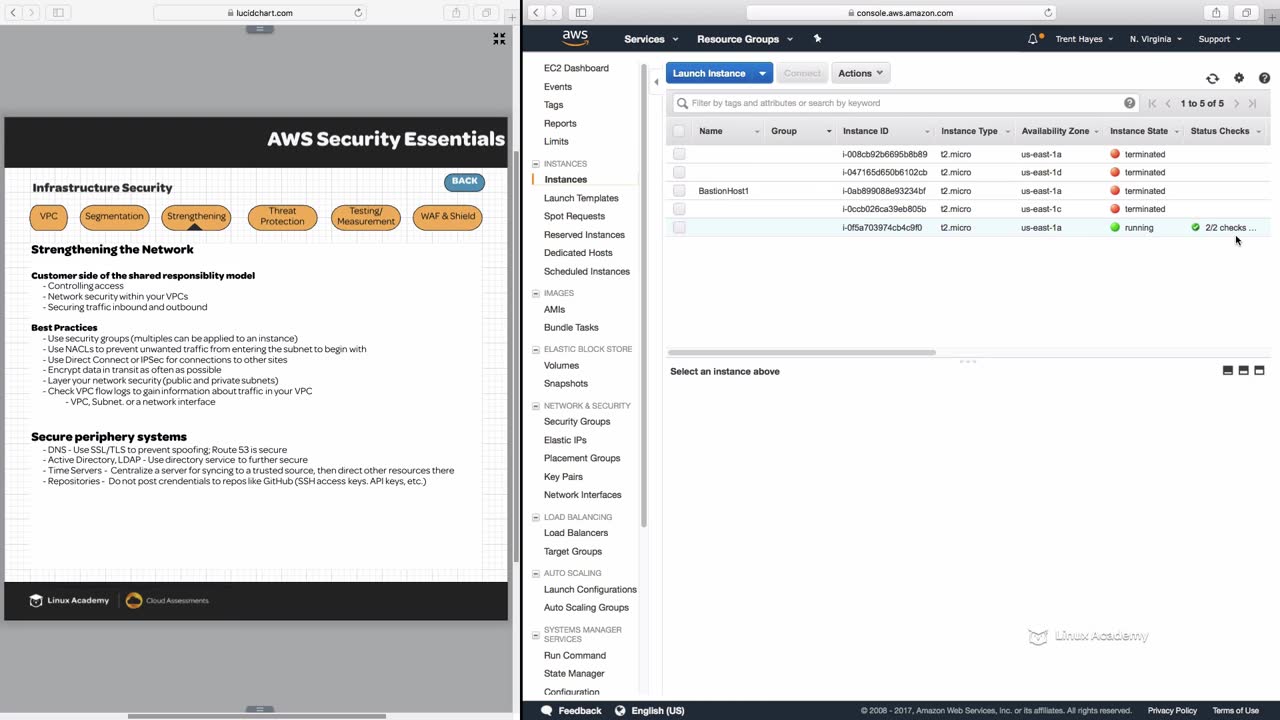 lucidchart.com
AWS Security Essentials
Infrastructure Security
BACK
VPC
Segmentation
Strengthening
Threat
Protection
Testing/
Measurement
WAF & Shield
Strengthening the Network
Customer side of the shared responsiblity model
- Controlling access
- Network security within your VPCs
- Securing traffic inbound and outbound
Best Practices
- Use security groups (multiples can be applied to an instance)
- Use NACLs to prevent unwanted traffic from entering the subnet to begin with
- Use Direct Connect or IPSec for connections to other sites
- Encrypt data in transit as often as possible
- Layer your network security (public and private subnets)
- Check VPC flow logs to gain information about traffic in your VPC
- VPC, Subnet. or a network interface
Secure periphery systems
- DNS - Use SSL/TLS to prevent spoofing; Route 53 is secure
- Active Directory, LDAP - Use directory service to further secure
- Time Servers - Centralize a server for syncing to a trusted source, then direct other resources there
- Repositories - Do not post crendentials to repos like GitHub (SSH access keys. API keys, etc.)
Linux Academy
Cloud Assessments
console.aws.amazon.com
aws
Services
Resource Groups
Trent Hayes
N. Virginia
Support
EC2 Dashboard
Events
Tags
Reports
Limits
INSTANCES
Instances
Launch Templates
Spot Requests
Reserved Instances
Dedicated Hosts
Scheduled Instances
IMAGES
AMIs
Bundle Tasks
ELASTIC BLOCK STORE
Volumes
Snapshots
NETWORK & SECURITY
Security Groups
Elastic IPs
Placement Groups
Key Pairs
Network Interfaces
LOAD BALANCING
Load Balancers
Target Groups
AUTO SCALING
Launch Configurations
Auto Scaling Groups
SYSTEMS MANAGER
SERVICES
Run Command
State Manager
Configuration
Launch Instance
Connect
Actions
Filter by tags and attributes or search by keyword
1 to 5 of 5
Name Group Instance ID Instance Type Availability Zone Instance State Status Checks
i-008cb92b6695b8b89 t2.micro us-east-1a terminated
i-047165d650b6102cb t2.micro us-east-1d terminated
BastionHost1 i-0ab899088e93234bf t2.micro us-east-1a terminated
i-0ccb026ca39eb805b t2.micro us-east-1c terminated
i-0f5a703974cb4c9f0 t2.micro us-east-1a running 2/2 checks ...
Select an instance above
Linux Academy
Feedback
English (US)
© 2008 - 2017, Amazon Web Services, Inc. or its affiliates. All rights reserved.
Privacy Policy
Terms of Use